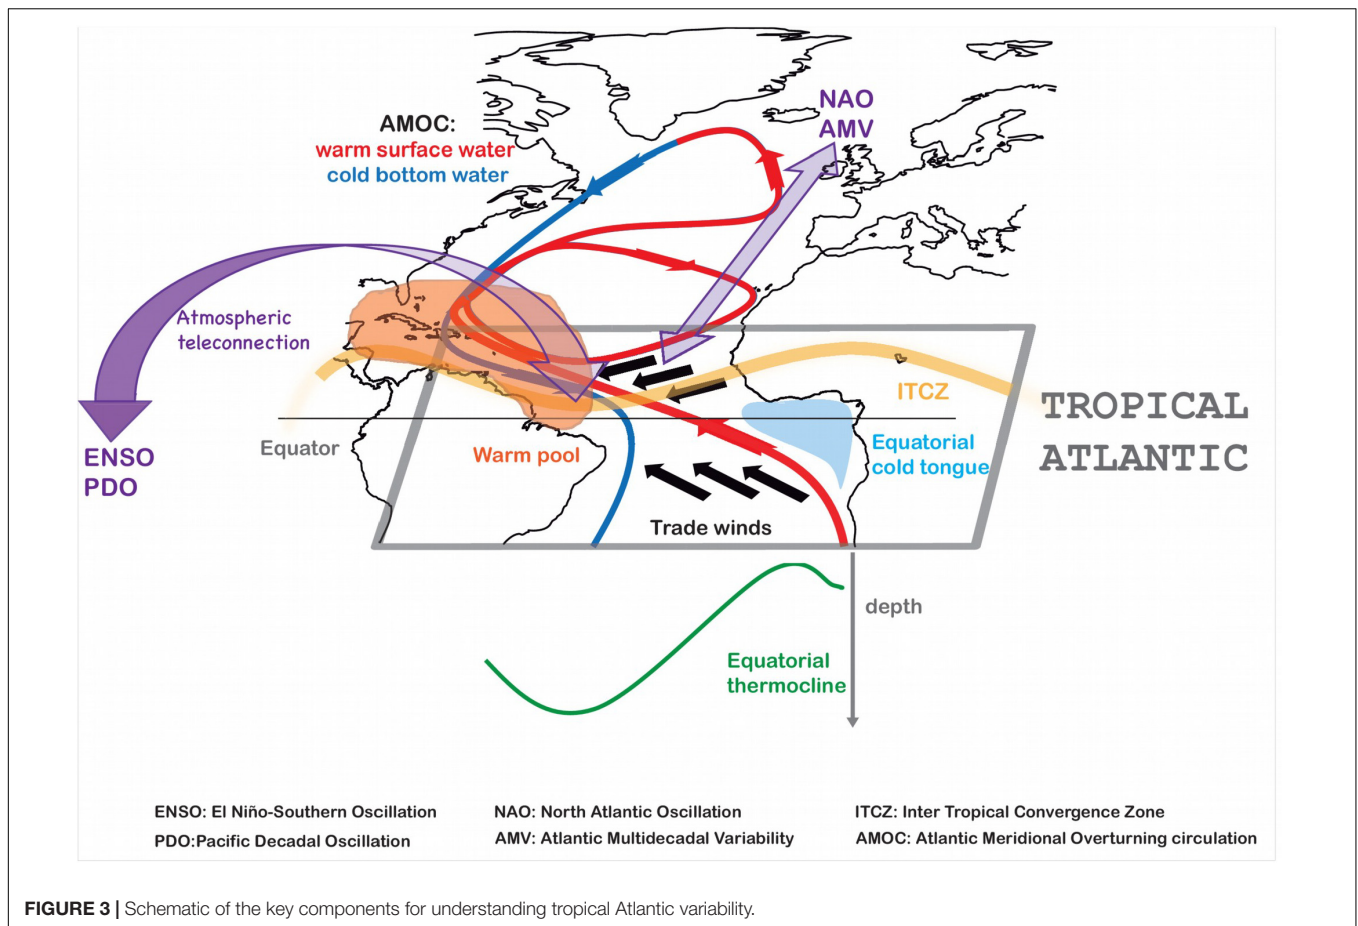 AMOC:
warm surface water
cold bottom water
NAO
AMV
Atmospheric
teleconnection
ENSO
PDO
Equator
Warm pool
ITCZ
Equatorial
cold tongue
TROPICAL
ATLANTIC
Trade winds
depth
Equatorial
thermocline
ENSO: El Niño-Southern Oscillation
NAO: North Atlantic Oscillation
ITCZ: Inter Tropical Convergence Zone
PDO:Pacific Decadal Oscillation
AMV: Atlantic Multidecadal Variability
AMOC: Atlantic Meridional Overturning circulation
FIGURE 3 | Schematic of the key components for understanding tropical Atlantic variability.